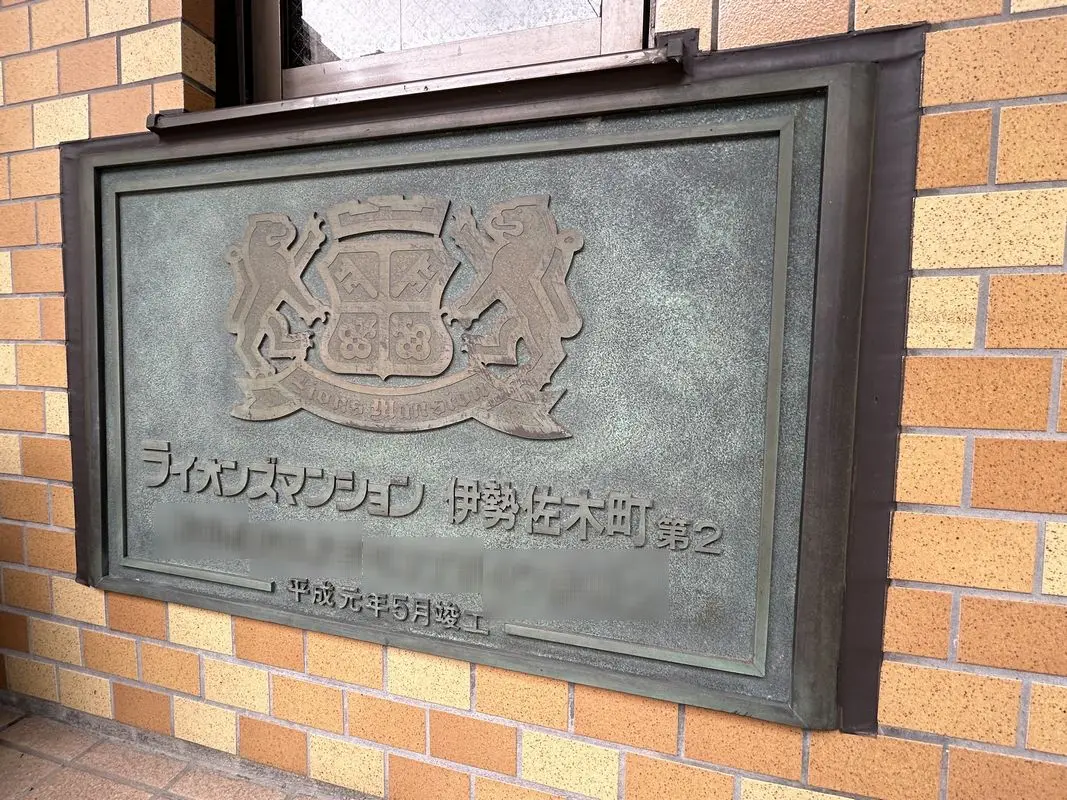 Lions Mansion
ライオンズマンション 伊勢佐木町 第2
平成元年5月竣工